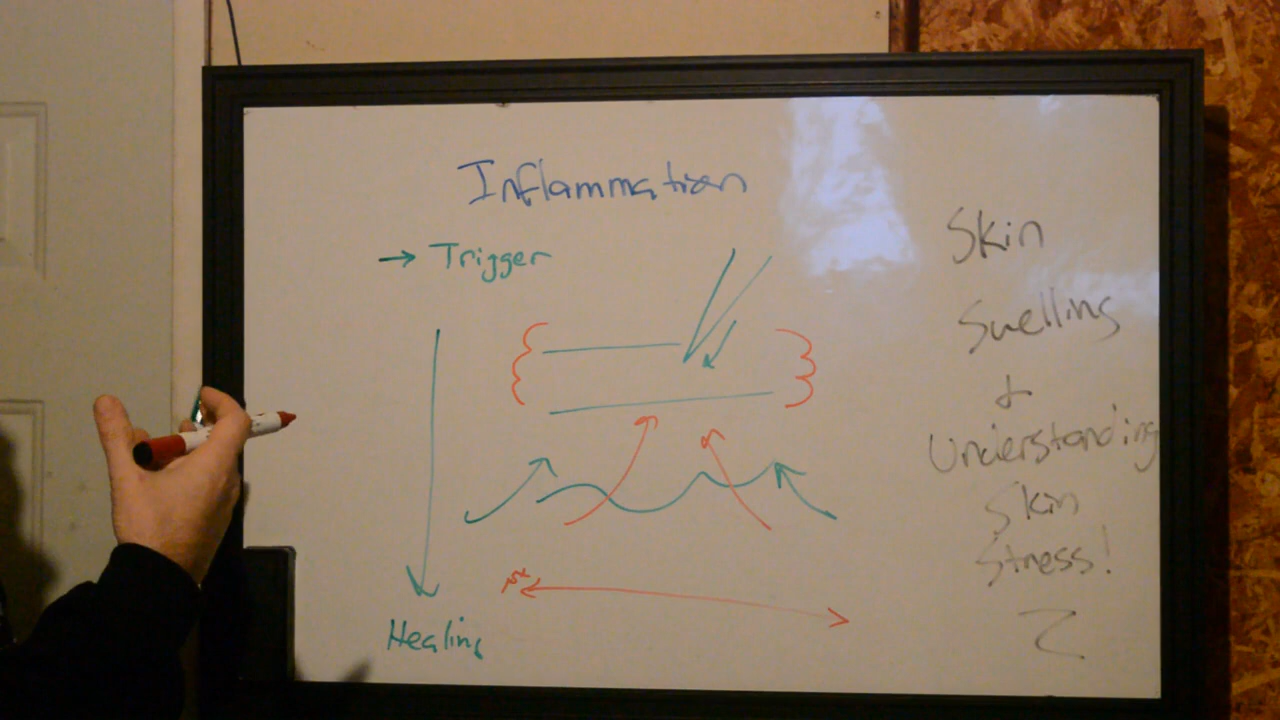 Inflammation
→ Trigger
Healing
Skin
Swelling
&
Understanding
Skin
Stress!